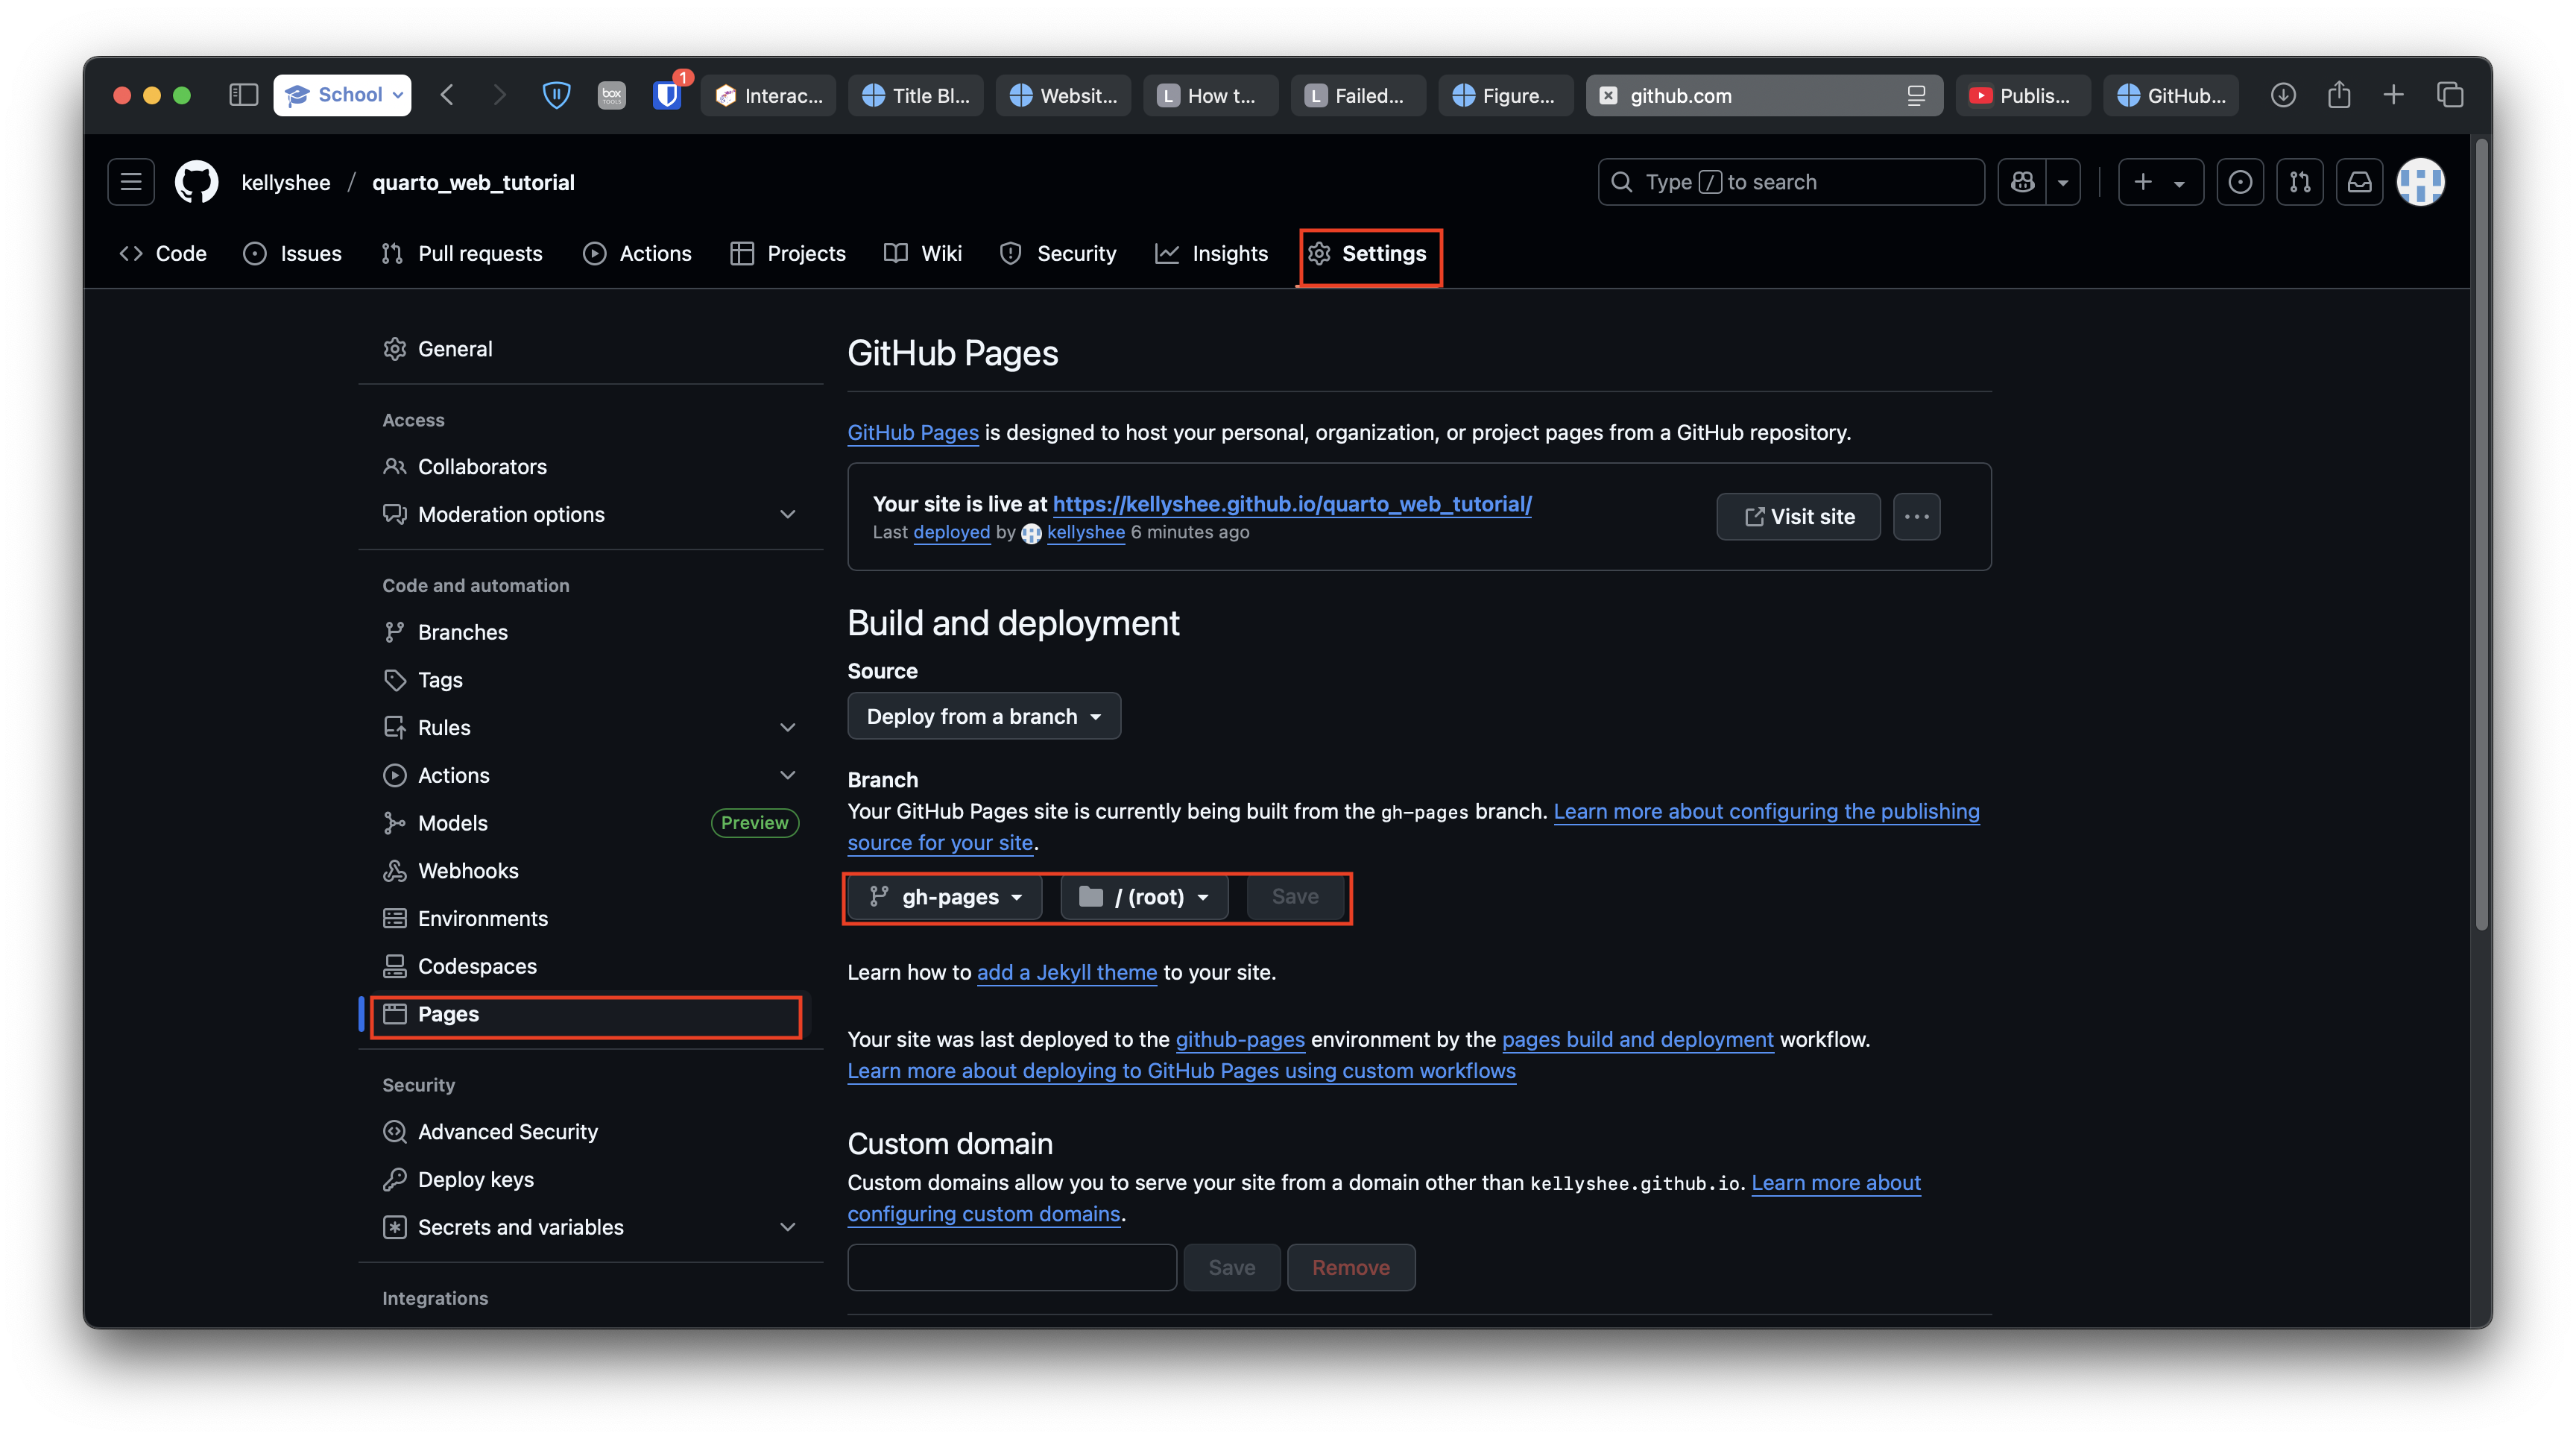 School
1
Interac...
Title Bl...
Websit...
L How t...
L Failed...
Figure...
github.com
Publis...
GitHub...
kellyshee / quarto_web_tutorial
Type / to search
Code
Issues
Pull requests
Actions
Projects
Wiki
Security
Insights
Settings
General
Access
Collaborators
Moderation options
Code and automation
Branches
Tags
Rules
Actions
Models Preview
Webhooks
Environments
Codespaces
Pages
Security
Advanced Security
Deploy keys
Secrets and variables
Integrations
GitHub Pages
GitHub Pages is designed to host your personal, organization, or project pages from a GitHub repository.
Your site is live at https://kellyshee.github.io/quarto_web_tutorial/
Last deployed by kellyshee 6 minutes ago
Visit site
Build and deployment
Source
Deploy from a branch
Branch
Your GitHub Pages site is currently being built from the gh-pages branch. Learn more about configuring the publishing
source for your site.
gh-pages / (root) Save
Learn how to add a Jekyll theme to your site.
Your site was last deployed to the github-pages environment by the pages build and deployment workflow.
Learn more about deploying to GitHub Pages using custom workflows
Custom domain
Custom domains allow you to serve your site from a domain other than kellyshee.github.io. Learn more about
configuring custom domains.
Save Remove